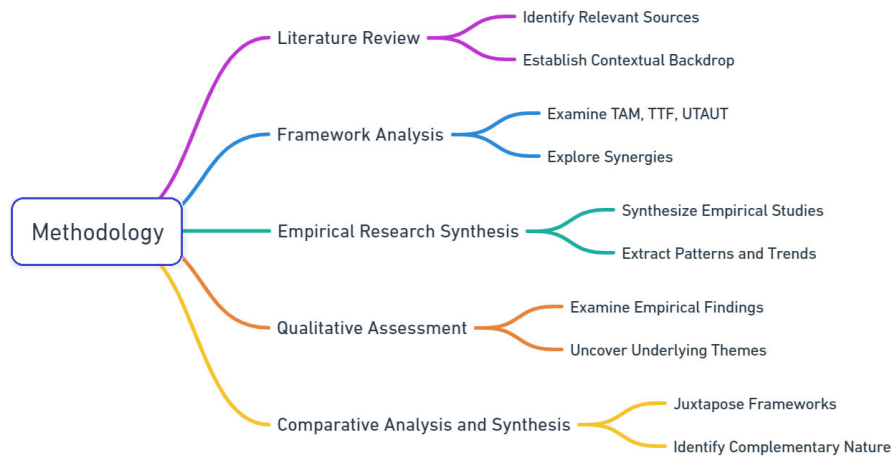 Methodology
Literature Review
Identify Relevant Sources
Establish Contextual Backdrop
Framework Analysis
Examine TAM, TTF, UTAUT
Explore Synergies
Empirical Research Synthesis
Synthesize Empirical Studies
Extract Patterns and Trends
Qualitative Assessment
Examine Empirical Findings
Uncover Underlying Themes
Comparative Analysis and Synthesis
Juxtapose Frameworks
Identify Complementary Nature